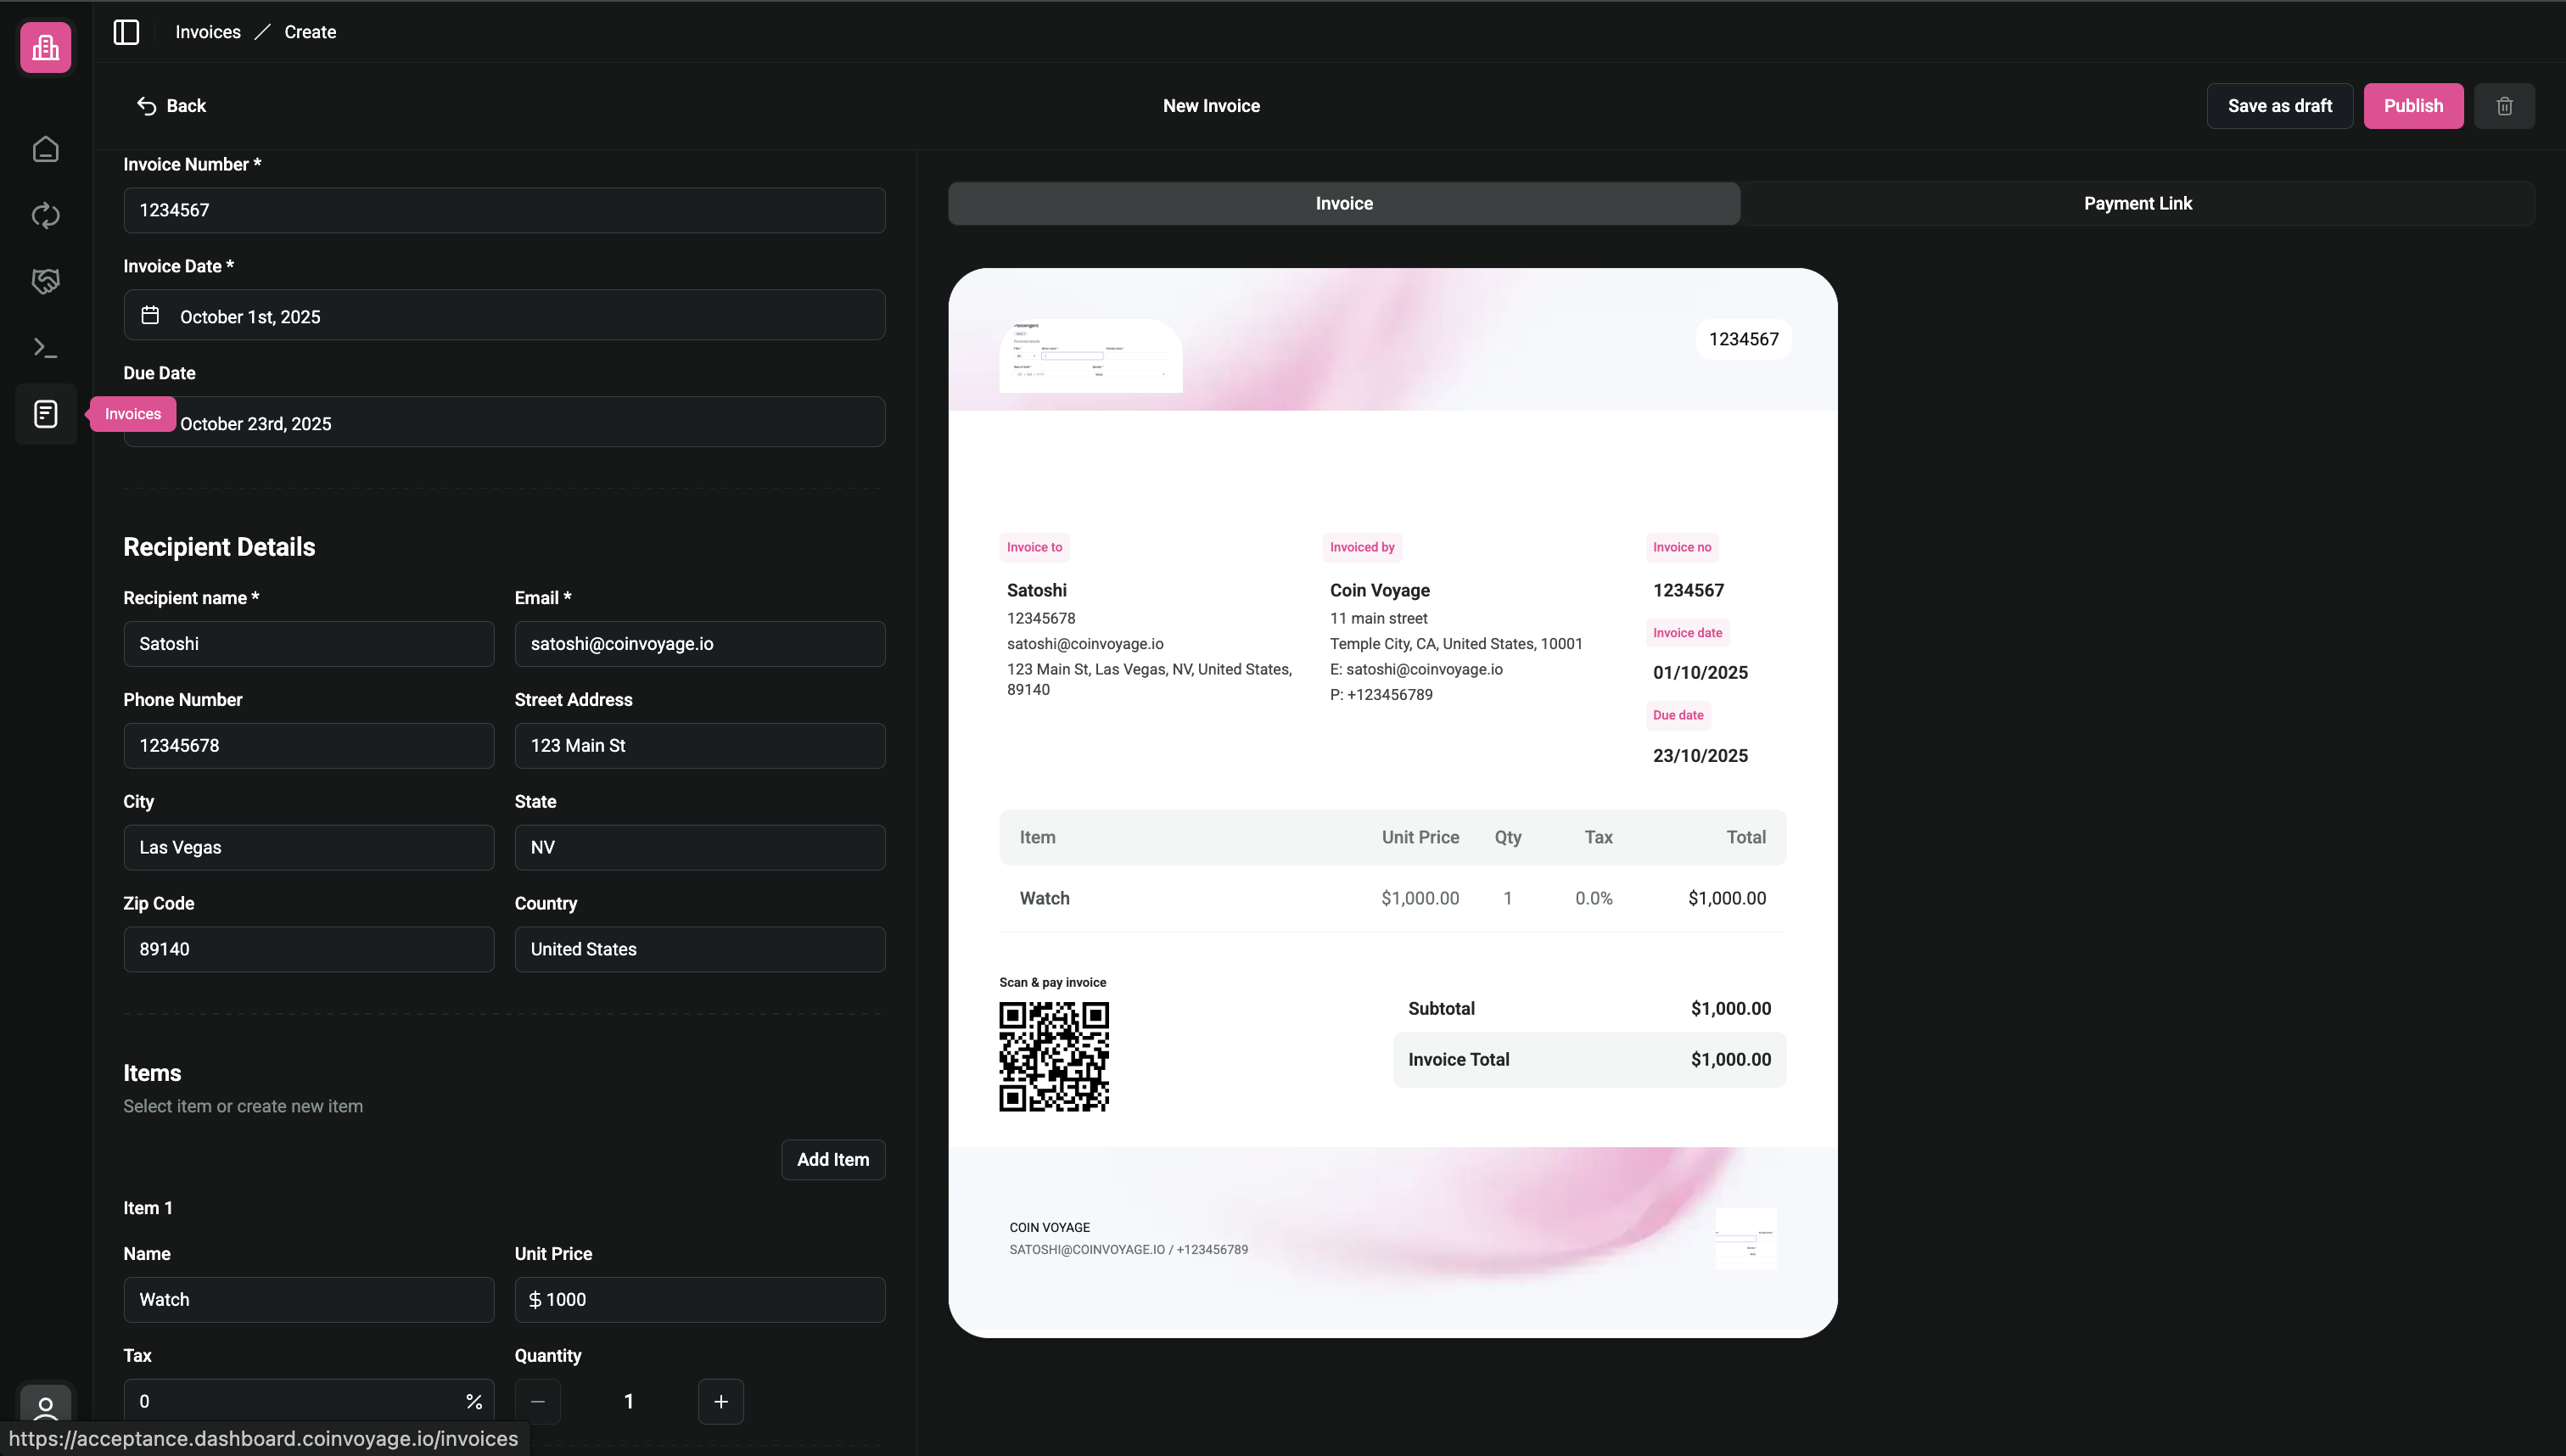 Invoices / Create
Back
New Invoice
Save as draft
Publish
Invoice Number *
1234567
Invoice Date *
October 1st, 2025
Due Date
Invoices
October 23rd, 2025
Recipient Details
Recipient name *
Email *
Satoshi
satoshi@coinvoyage.io
Phone Number
Street Address
12345678
123 Main St
City
State
Las Vegas
NV
Zip Code
Country
89140
United States
Items
Select item or create new item
Add Item
Item 1
Name
Unit Price
Watch
$ 1000
Tax
Quantity
0 %
− 1 +
https://acceptance.dashboard.coinvoyage.io/invoices
Invoice
Payment Link
Passengers
1234567
Invoice to
Satoshi
12345678
satoshi@coinvoyage.io
123 Main St, Las Vegas, NV, United States,
89140
Invoiced by
Coin Voyage
11 main street
Temple City, CA, United States, 10001
E: satoshi@coinvoyage.io
P: +123456789
Invoice no
1234567
Invoice date
01/10/2025
Due date
23/10/2025
Item Unit Price Qty Tax Total
Watch $1,000.00 1 0.0% $1,000.00
Scan & pay invoice
Subtotal $1,000.00
Invoice Total $1,000.00
COIN VOYAGE
SATOSHI@COINVOYAGE.IO / +123456789